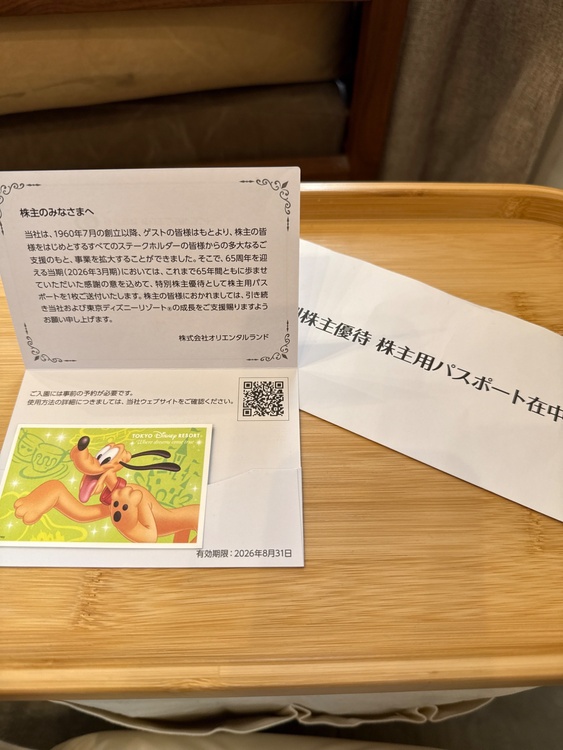 株主のみなさまへ
当社は、1960年7月の創立以降、ゲストの皆様はもとより、株主の皆
様をはじめとするすべてのステークホルダーの皆様からの多大なるご
支援のもと、事業を拡大することができました。そこで、65周年を迎
える当期（2026年3月期）においては、これまで65年間ともに歩ませ
ていただいた感謝の意を込めて、特別株主優待として株主用パス
ポートを1枚ご送付いたします。株主の皆様におかれましては、引き続
き当社および東京ディズニーリゾート®の成長をご支援賜りますよう
お願い申し上げます。
株式会社オリエンタルランド
ご入園には事前の予約が必要です。
使用方法の詳細につきましては、当社ウェブサイトをご確認ください。
TOKYO Disney RESORT®
Where dreams come true
有効期限：2026年8月31日
別株主優待 株主用パスポート在中